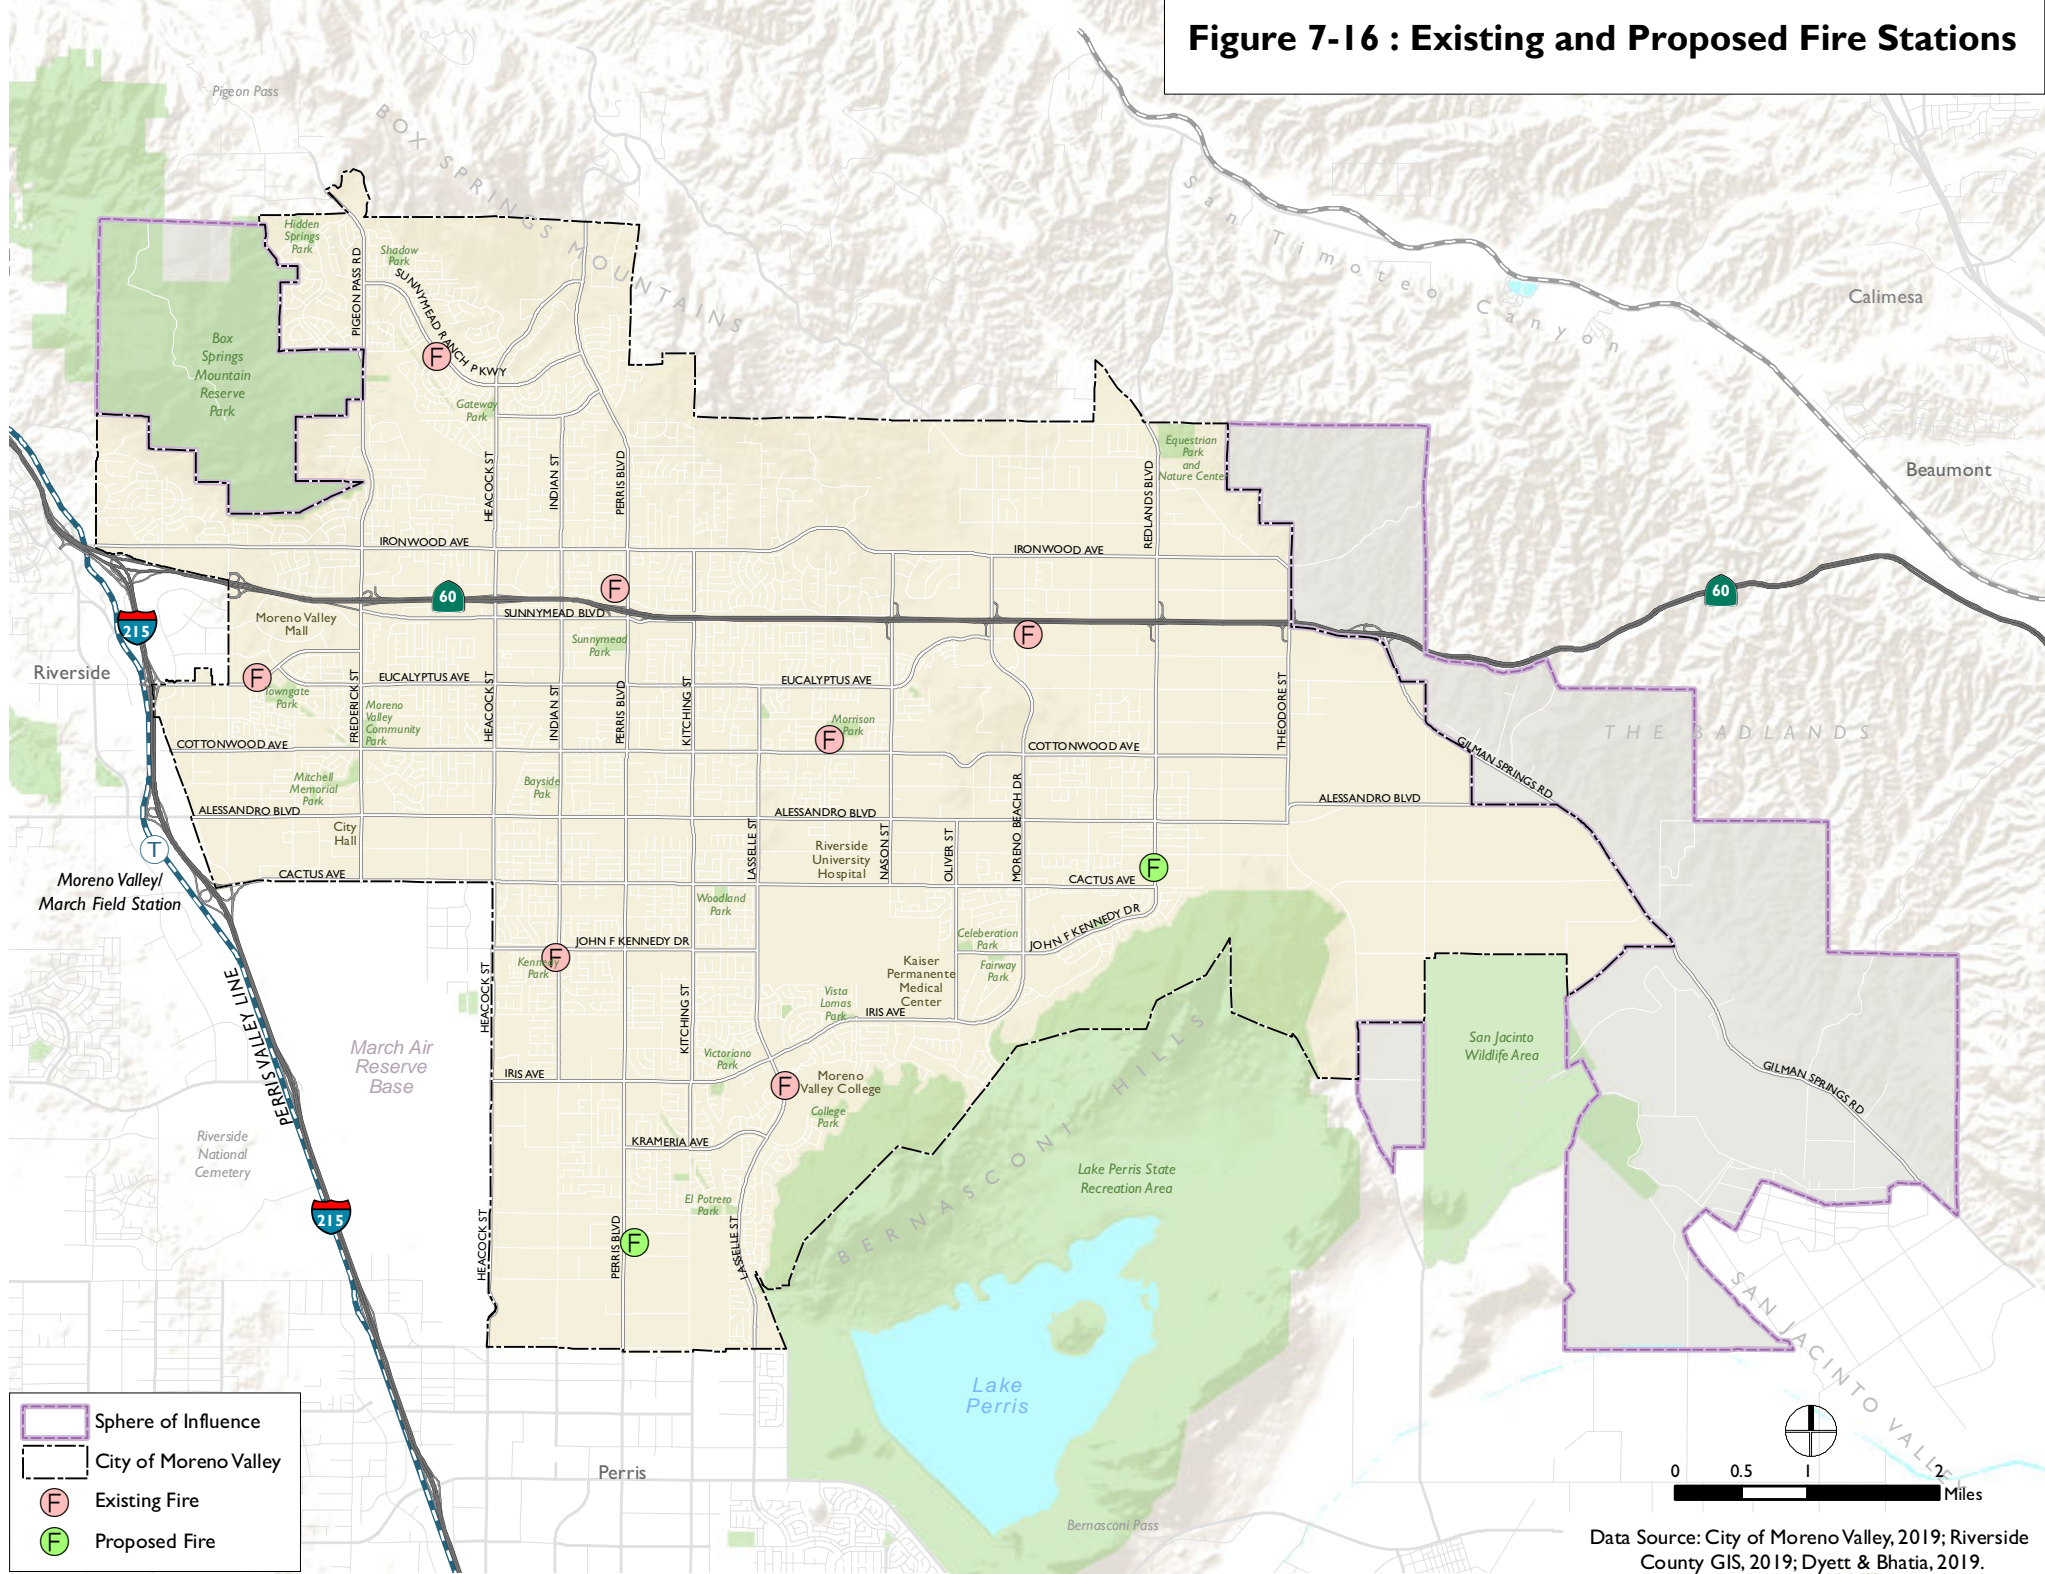 Figure 7-16 : Existing and Proposed Fire Stations
Pigeon Pass
BOX SPRINGS MOUNTAINS
San Timoteo Canyon
Calimesa
Beaumont
Hidden
Springs
Park
Shadow
Park
PIGEON PASS RD
SUNNYMEAD RANCH PKWY
F
Box
Springs
Mountain
Reserve
Park
Gateway
Park
Equestrian
Park
and
Nature Center
HEACOCK ST
INDIAN ST
PERRIS BLVD
REDLANDS BLVD
IRONWOOD AVE
IRONWOOD AVE
60
F
60
SUNNYMEAD BLVD
215
Moreno Valley
Mall
Sunnymead
Park
F
Riverside
F
Towngate
Park
EUCALYPTUS AVE
EUCALYPTUS AVE
FREDERICK ST
Moreno
Valley
Community
Park
HEACOCK ST
INDIAN ST
PERRIS BLVD
KITCHING ST
Morrison
Park
F
THEODORE ST
THE BADLANDS
COTTONWOOD AVE
COTTONWOOD AVE
GILMAN SPRINGS RD
Mitchell
Memorial
Park
Bayside
Pak
ALESSANDRO BLVD
ALESSANDRO BLVD
ALESSANDRO BLVD
City
Hall
LASSELLE ST
Riverside
University
Hospital
NASON ST
OLIVER ST
MORENO BEACH DR
F
T
Moreno Valley/
March Field Station
CACTUS AVE
CACTUS AVE
Woodland
Park
JOHN F KENNEDY DR
JOHN F KENNEDY DR
F
Kennedy
Park
Celeberation
Park
Fairway
Park
Kaiser
Permanente
Medical
Center
PERRIS VALLEY LINE
HEACOCK ST
KITCHING ST
Vista
Lomas
Park
IRIS AVE
San Jacinto
Wildlife Area
March Air
Reserve
Base
Victoriano
Park
IRIS AVE
F
Moreno
Valley College
College
Park
GILMAN SPRINGS RD
Riverside
National
Cemetery
KRAMERIA AVE
BERNASCONI HILLS
Lake Perris State
Recreation Area
El Potrero
Park
215
HEACOCK ST
PERRIS BLVD
F
LASSELLE ST
SAN JACINTO VALLE
Lake
Perris
Perris
Bernasconi Pass
Sphere of Influence
City of Moreno Valley
F
Existing Fire
F
Proposed Fire
0 0.5 1 2
Miles
Data Source: City of Moreno Valley, 2019; Riverside
County GIS, 2019; Dyett & Bhatia, 2019.